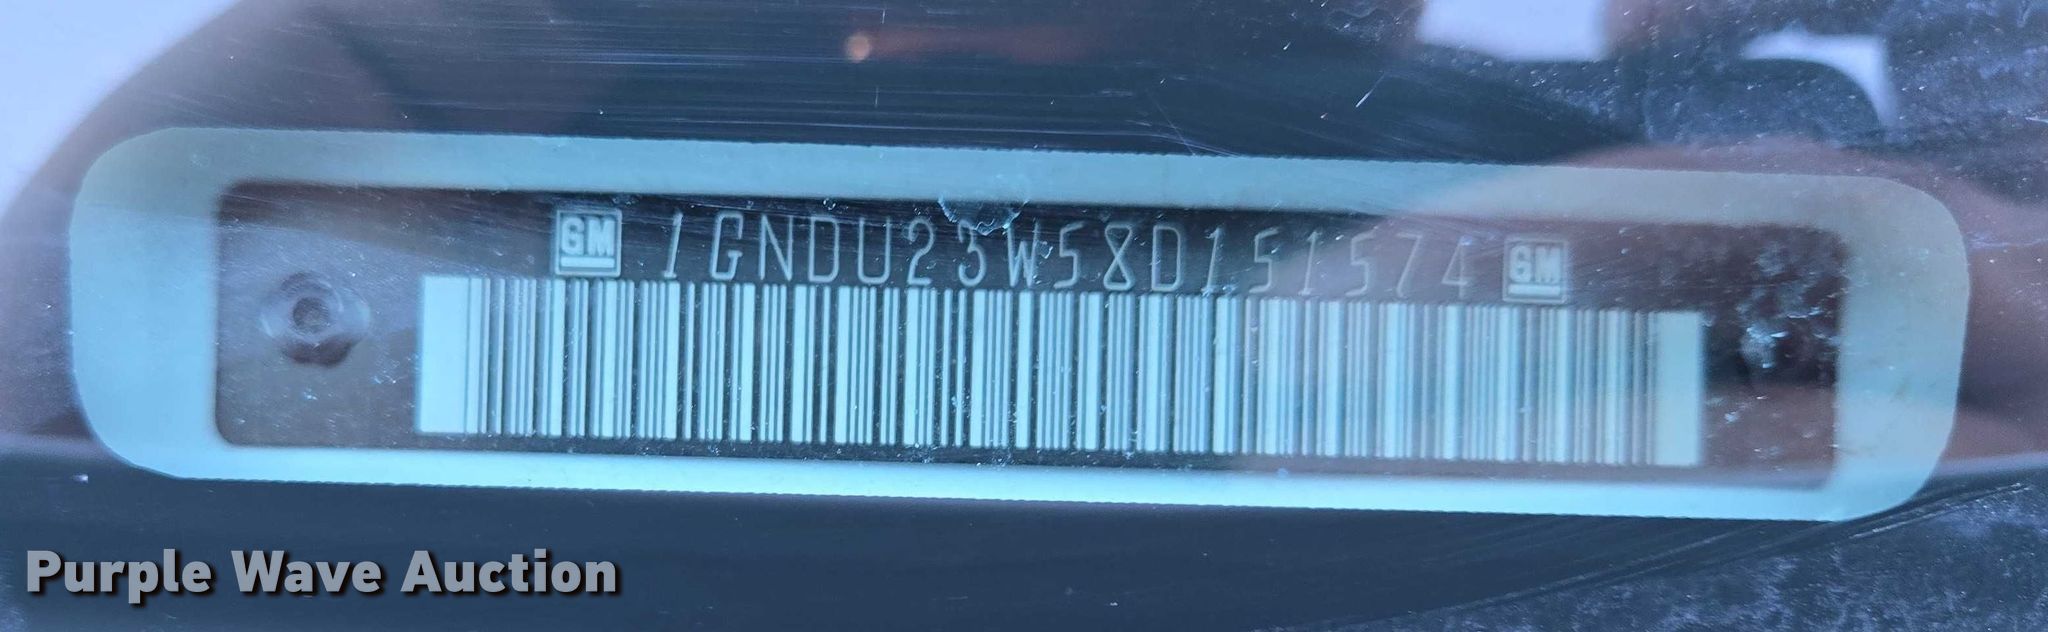 GM 1GNDU23W58D151574 GM
Purple Wave Auction